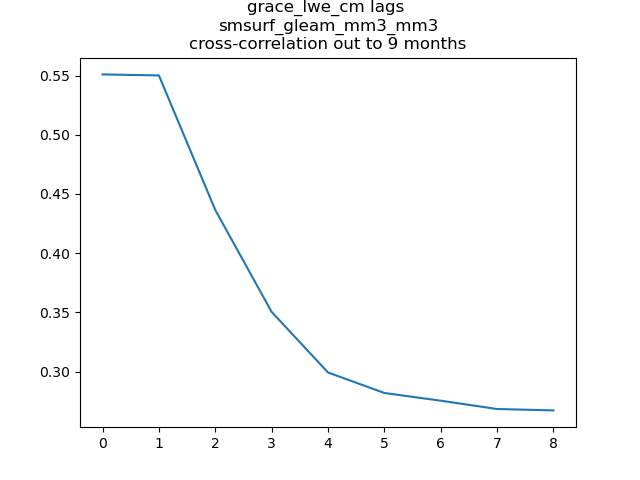 grace_lwe_cm lags
smsurf_gleam_mm3_mm3
cross-correlation out to 9 months
0.55
0.50
0.45
0.40
0.35
0.30
0 1 2 3 4 5 6 7 8